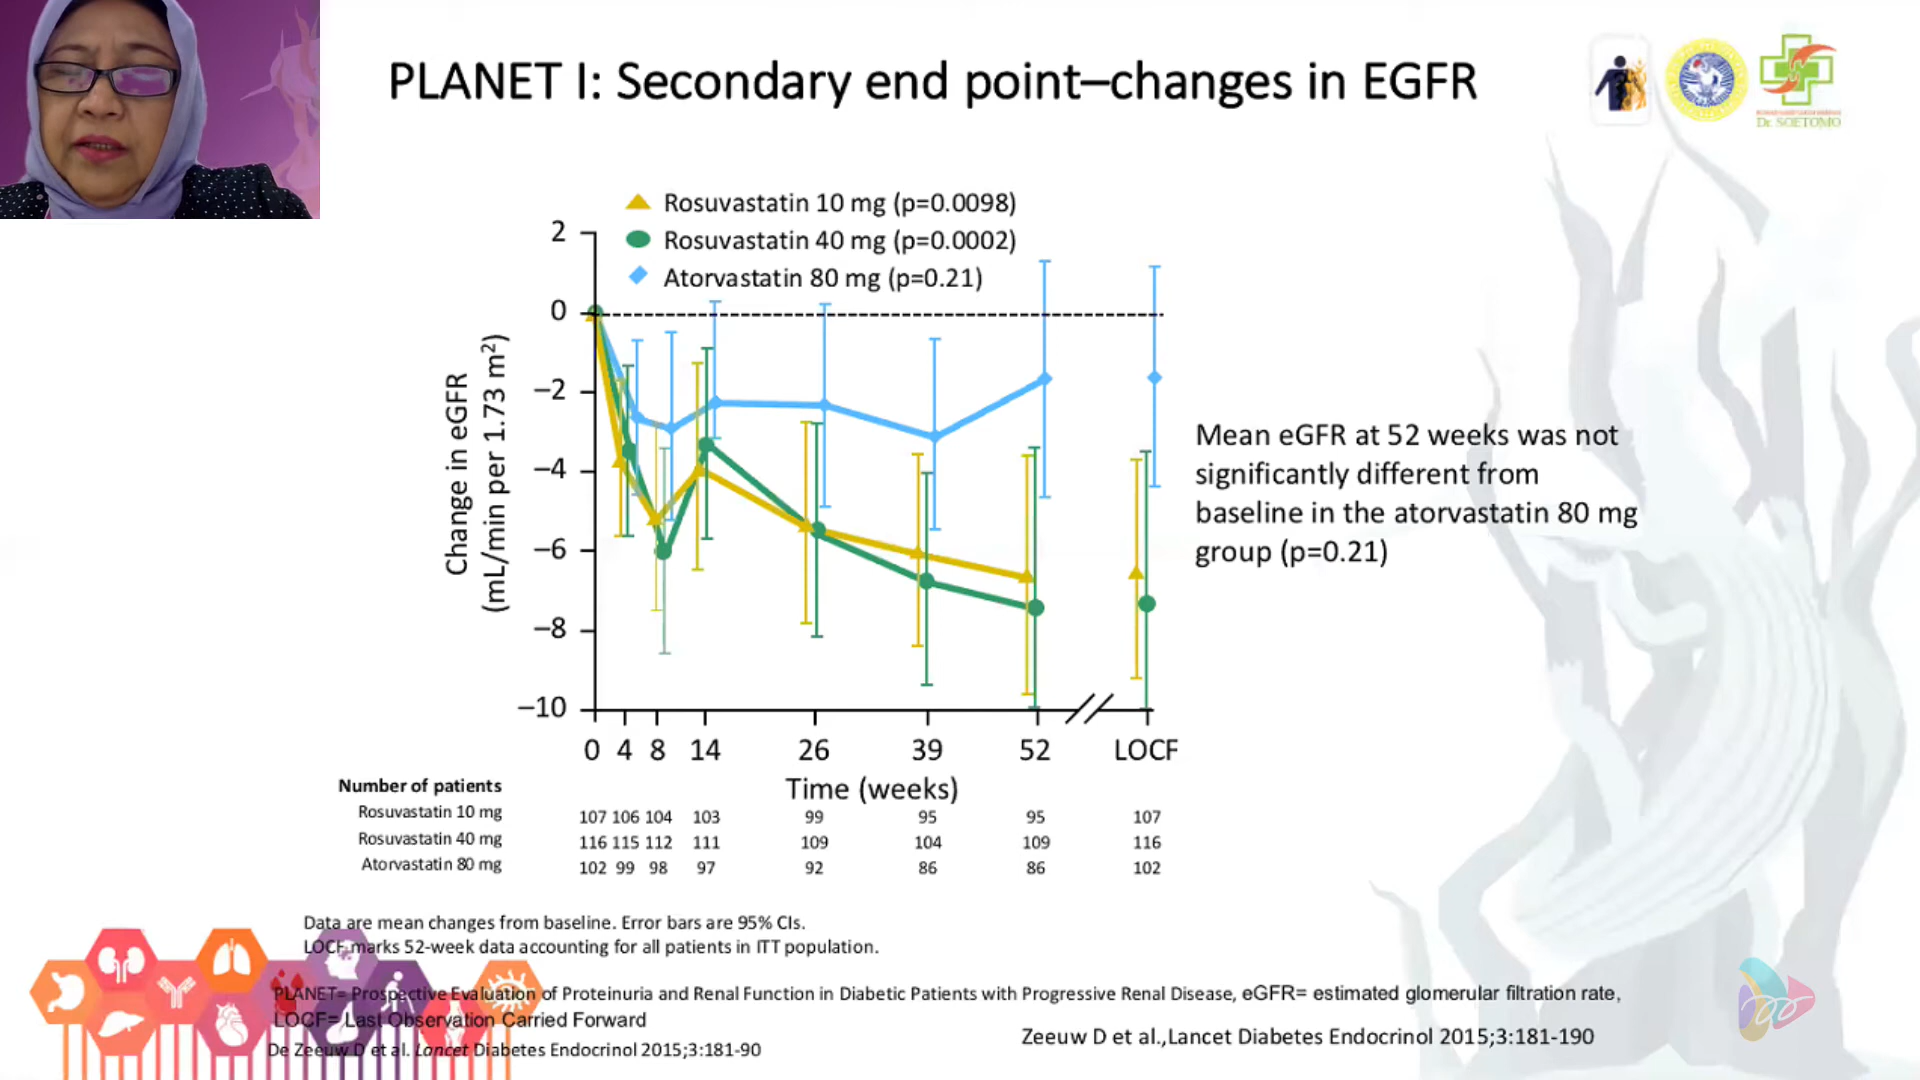 PLANET I: Secondary end point–changes in EGFR
Dr. SOETOMO
Rosuvastatin 10 mg (p=0.0098)
Rosuvastatin 40 mg (p=0.0002)
Atorvastatin 80 mg (p=0.21)
2
0
–2
–4
–6
–8
–10
Change in eGFR
(mL/min per 1.73 m²)
Mean eGFR at 52 weeks was not
significantly different from
baseline in the atorvastatin 80 mg
group (p=0.21)
0 4 8 14 26 39 52 LOCF
Time (weeks)
Number of patients
Rosuvastatin 10 mg 107 106 104 103 99 95 95 107
Rosuvastatin 40 mg 116 115 112 111 109 104 109 116
Atorvastatin 80 mg 102 99 98 97 92 86 86 102
Data are mean changes from baseline. Error bars are 95% CIs.
LOCF marks 52-week data accounting for all patients in ITT population.
PLANET= Prospective Evaluation of Proteinuria and Renal Function in Diabetic Patients with Progressive Renal Disease, eGFR= estimated glomerular filtration rate,
LOCF= Last Observation Carried Forward
De Zeeuw D et al. Lancet Diabetes Endocrinol 2015;3:181-90
Zeeuw D et al.,Lancet Diabetes Endocrinol 2015;3:181-190